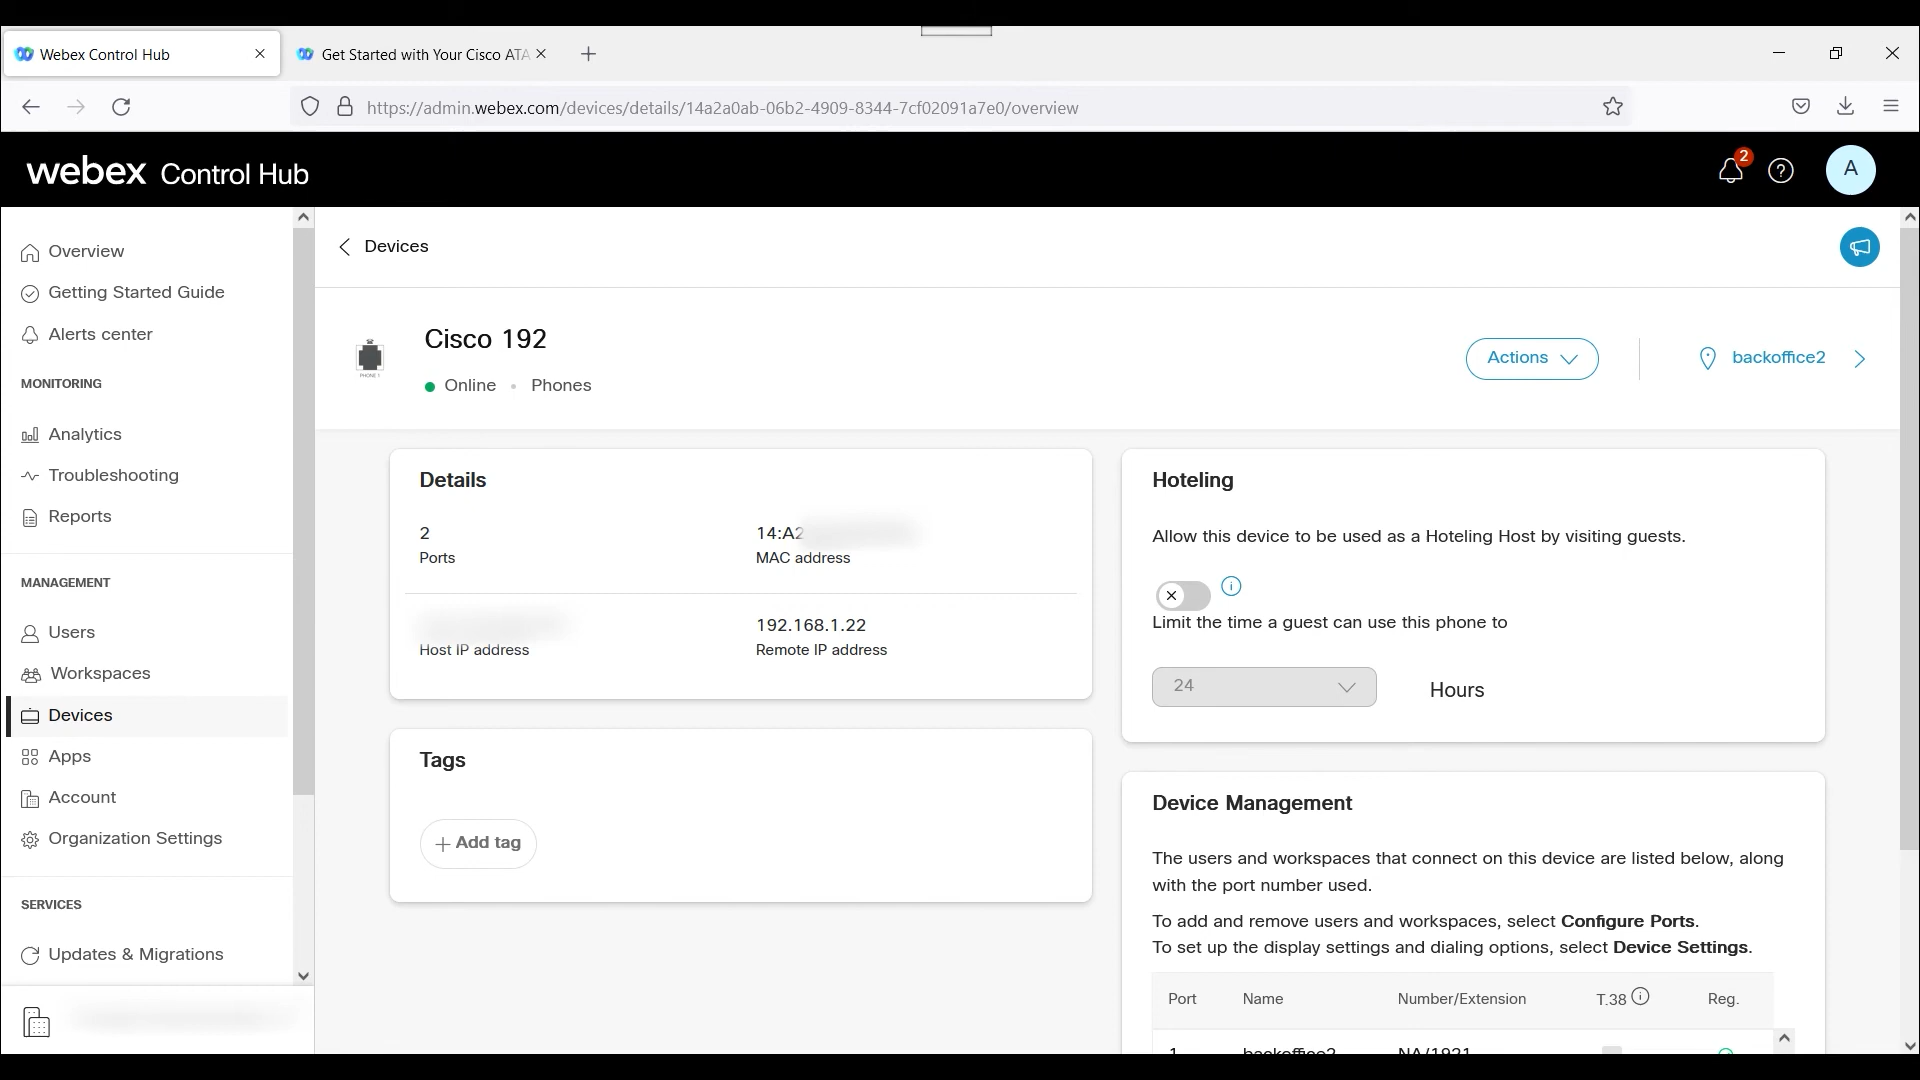 Webex Control Hub
Get Started with Your Cisco ATA
https://admin.webex.com/devices/details/14a2a0ab-06b2-4909-8344-7cf02091a7e0/overview
webex Control Hub
2
A
Overview
Getting Started Guide
Alerts center
MONITORING
Analytics
Troubleshooting
Reports
MANAGEMENT
Users
Workspaces
Devices
Apps
Account
Organization Settings
SERVICES
Updates & Migrations
Devices
PHONE 1
Cisco 192
Online • Phones
Actions
backoffice2
Details
2
Ports
14:A2
MAC address
Host IP address
192.168.1.22
Remote IP address
Tags
Add tag
Hoteling
Allow this device to be used as a Hoteling Host by visiting guests.
Limit the time a guest can use this phone to
24 Hours
Device Management
The users and workspaces that connect on this device are listed below, along
with the port number used.
To add and remove users and workspaces, select Configure Ports.
To set up the display settings and dialing options, select Device Settings.
Port Name Number/Extension T.38 Reg.
1 backoffice2 NA/1921